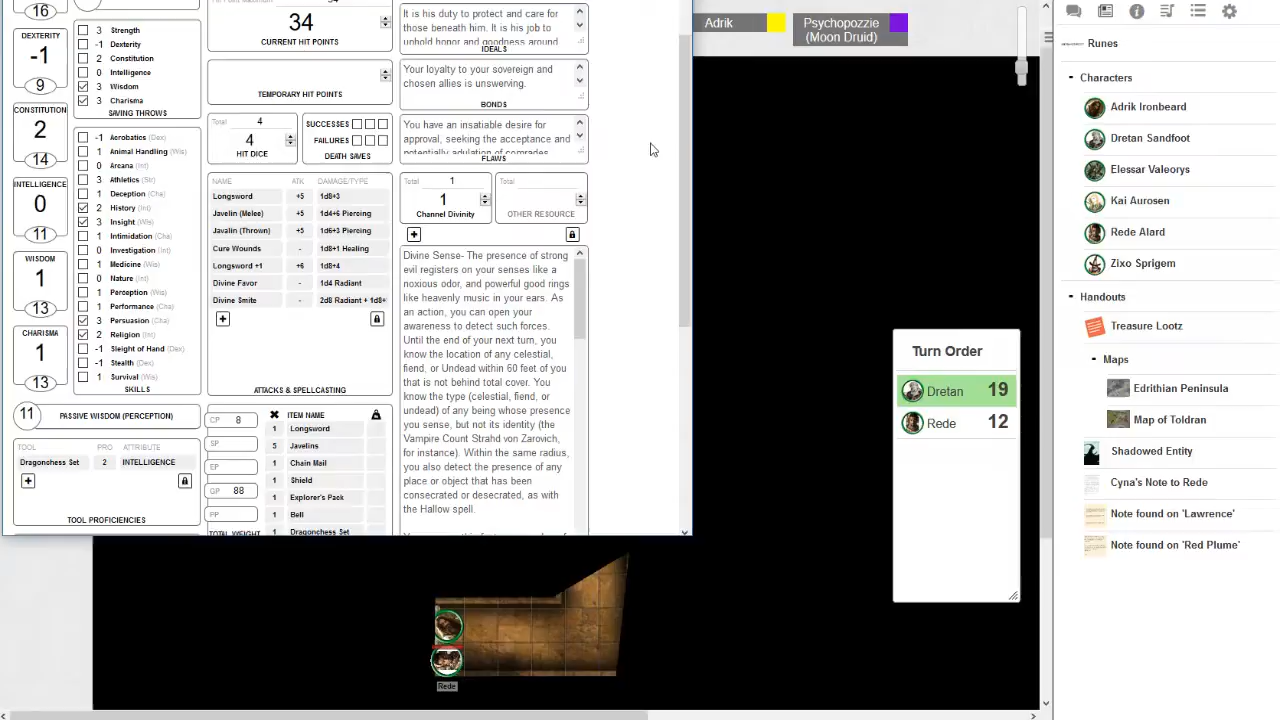 16
DEXTERITY
-1
9
CONSTITUTION
2
14
INTELLIGENCE
0
11
WISDOM
1
13
CHARISMA
1
13
3 Strength
-1 Dexterity
2 Constitution
0 Intelligence
3 Wisdom
3 Charisma
SAVING THROWS
-1 Acrobatics (Dex)
1 Animal Handling (Wis)
0 Arcana (Int)
3 Athletics (Str)
1 Deception (Cha)
2 History (Int)
3 Insight (Wis)
1 Intimidation (Cha)
0 Investigation (Int)
1 Medicine (Wis)
0 Nature (Int)
1 Perception (Wis)
1 Performance (Cha)
3 Persuasion (Cha)
2 Religion (Int)
-1 Sleight of Hand (Dex)
-1 Stealth (Dex)
1 Survival (Wis)
SKILLS
11 PASSIVE WISDOM (PERCEPTION)
TOOL PRO ATTRIBUTE
Dragonchess Set 2 INTELLIGENCE
TOOL PROFICIENCIES
Hit Point Maximum 34
34
CURRENT HIT POINTS
TEMPORARY HIT POINTS
Total 4
4
HIT DICE
SUCCESSES
FAILURES
DEATH SAVES
NAME ATK DAMAGE/TYPE
Longsword +5 1d8+3
Javelin (Melee) +5 1d4+6 Piercing
Javelin (Thrown) +5 1d6+3 Piercing
Cure Wounds - 1d8+1 Healing
Longsword +1 +6 1d8+4
Divine Favor - 1d4 Radiant
Divine Smite - 2d8 Radiant + 1d8+
ATTACKS & SPELLCASTING
CP 8
SP
EP
GP 88
PP
TOTAL WEIGHT
ITEM NAME
1 Longsword
5 Javelins
1 Chain Mail
1 Shield
1 Explorer's Pack
1 Bell
1 Dragonchess Set
It is his duty to protect and care for
those beneath him. It is his job to
uphold honor and goodness around
IDEALS
Your loyalty to your sovereign and
chosen allies is unswerving.
BONDS
You have an insatiable desire for
approval, seeking the acceptance and
potentially adulation of comrades
FLAWS
Total 1
1
Channel Divinity
Total
OTHER RESOURCE
Divine Sense- The presence of strong
evil registers on your senses like a
noxious odor, and powerful good rings
like heavenly music in your ears. As
an action, you can open your
awareness to detect such forces.
Until the end of your next turn, you
know the location of any celestial,
fiend, or Undead within 60 feet of you
that is not behind total cover. You
know the type (celestial, fiend, or
undead) of any being whose presence
you sense, but not its identity (the
Vampire Count Strahd von Zarovich,
for instance). Within the same radius,
you also detect the presence of any
place or object that has been
consecrated or desecrated, as with
the Hallow spell.
Adrik
Psychopozzie
(Moon Druid)
Turn Order
Dretan 19
Rede 12
Rede
Runes
Characters
Adrik Ironbeard
Dretan Sandfoot
Elessar Valeorys
Kai Aurosen
Rede Alard
Zixo Sprigem
Handouts
Treasure Lootz
Maps
Edrithian Peninsula
Map of Toldran
Shadowed Entity
Cyna's Note to Rede
Note found on 'Lawrence'
Note found on 'Red Plume'